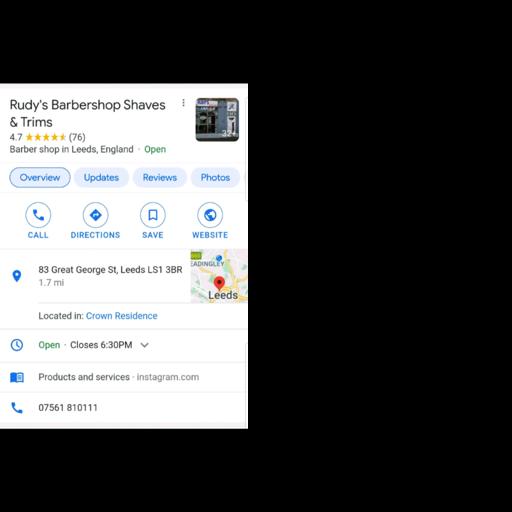 Rudy's Barbershop Shaves
& Trims
4.7 (76)
Barber shop in Leeds, England · Open
Overview Updates Reviews Photos
CALL DIRECTIONS SAVE WEBSITE
83 Great George St, Leeds LS1 3BR
1.7 mi
EADINGLEY
Leeds
Located in: Crown Residence
Open · Closes 6:30PM
Products and services · instagram.com
07561 810111